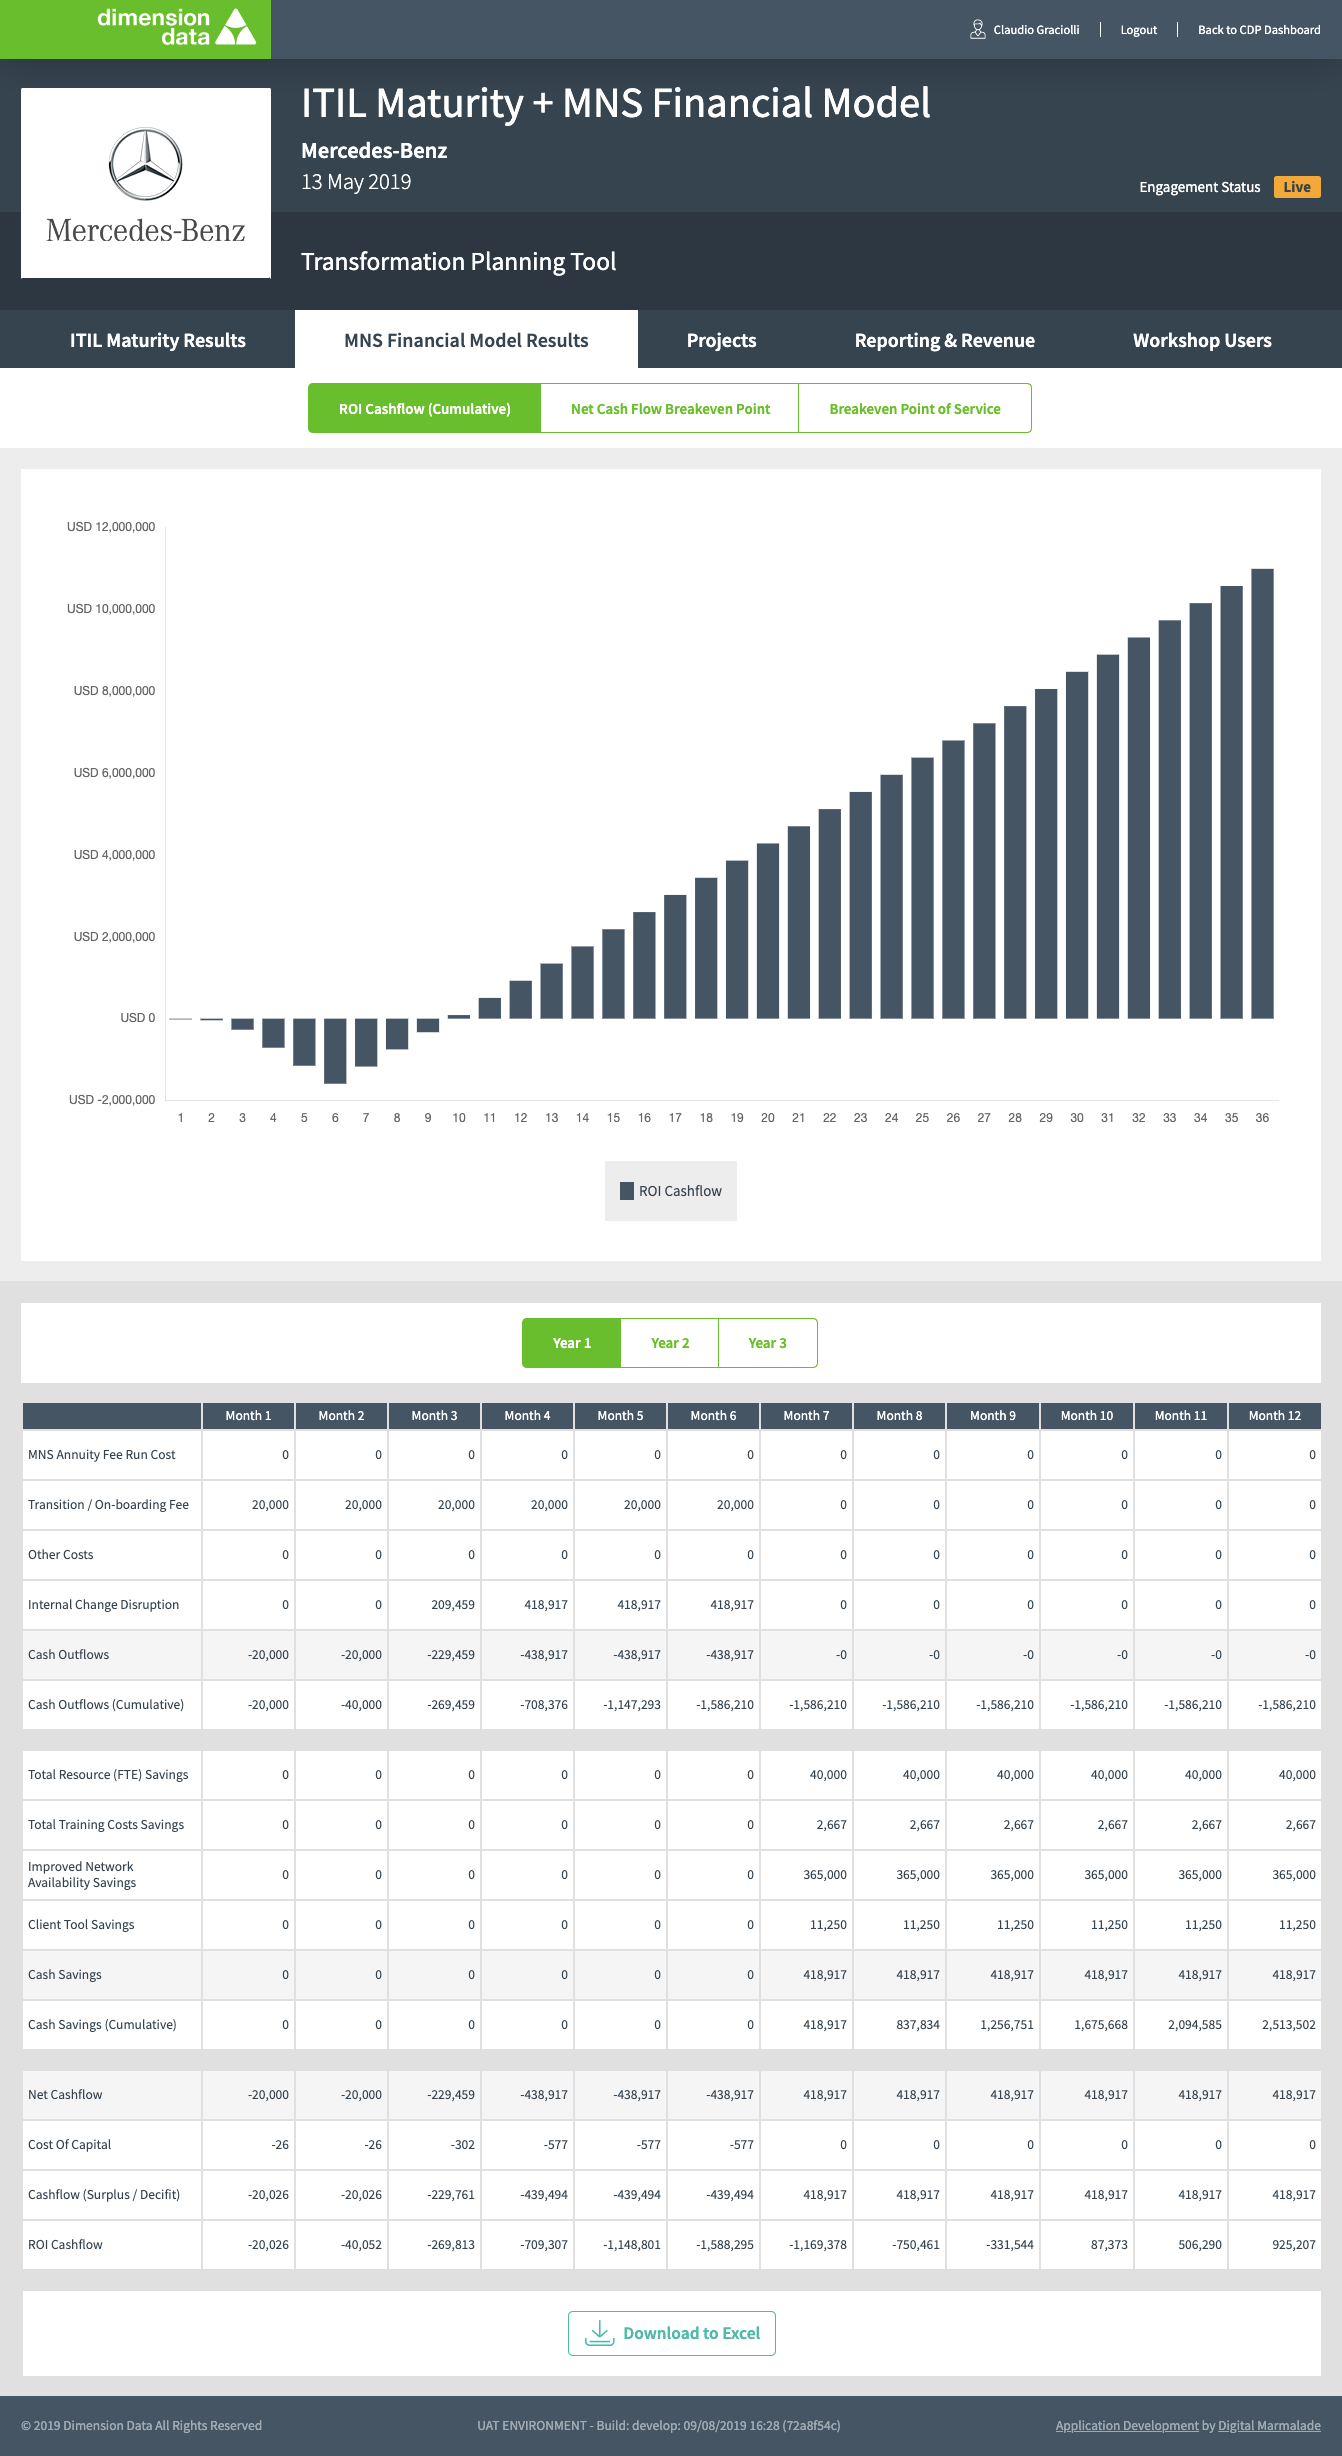 dimension
data
Claudio Graciolli
Logout
Back to CDP Dashboard
ITIL Maturity + MNS Financial Model
Mercedes-Benz
13 May 2019
Engagement Status Live
Mercedes-Benz
Transformation Planning Tool
ITIL Maturity Results
MNS Financial Model Results
Projects
Reporting & Revenue
Workshop Users
ROI Cashflow (Cumulative)
Net Cash Flow Breakeven Point
Breakeven Point of Service
USD 12,000,000
USD 10,000,000
USD 8,000,000
USD 6,000,000
USD 4,000,000
USD 2,000,000
USD 0
USD -2,000,000
1 2 3 4 5 6 7 8 9 10 11 12 13 14 15 16 17 18 19 20 21 22 23 24 25 26 27 28 29 30 31 32 33 34 35 36
ROI Cashflow
Year 1
Year 2
Year 3
Month 1 Month 2 Month 3 Month 4 Month 5 Month 6 Month 7 Month 8 Month 9 Month 10 Month 11 Month 12
MNS Annuity Fee Run Cost 0 0 0 0 0 0 0 0 0 0 0 0
Transition / On-boarding Fee 20,000 20,000 20,000 20,000 20,000 20,000 0 0 0 0 0 0
Other Costs 0 0 0 0 0 0 0 0 0 0 0 0
Internal Change Disruption 0 0 209,459 418,917 418,917 418,917 0 0 0 0 0 0
Cash Outflows -20,000 -20,000 -229,459 -438,917 -438,917 -438,917 -0 -0 -0 -0 -0 -0
Cash Outflows (Cumulative) -20,000 -40,000 -269,459 -708,376 -1,147,293 -1,586,210 -1,586,210 -1,586,210 -1,586,210 -1,586,210 -1,586,210 -1,586,210
Total Resource (FTE) Savings 0 0 0 0 0 0 40,000 40,000 40,000 40,000 40,000 40,000
Total Training Costs Savings 0 0 0 0 0 0 2,667 2,667 2,667 2,667 2,667 2,667
Improved Network
Availability Savings 0 0 0 0 0 0 365,000 365,000 365,000 365,000 365,000 365,000
Client Tool Savings 0 0 0 0 0 0 11,250 11,250 11,250 11,250 11,250 11,250
Cash Savings 0 0 0 0 0 0 418,917 418,917 418,917 418,917 418,917 418,917
Cash Savings (Cumulative) 0 0 0 0 0 0 418,917 837,834 1,256,751 1,675,668 2,094,585 2,513,502
Net Cashflow -20,000 -20,000 -229,459 -438,917 -438,917 -438,917 418,917 418,917 418,917 418,917 418,917 418,917
Cost Of Capital -26 -26 -302 -577 -577 -577 0 0 0 0 0 0
Cashflow (Surplus / Decifit) -20,026 -20,026 -229,761 -439,494 -439,494 -439,494 418,917 418,917 418,917 418,917 418,917 418,917
ROI Cashflow -20,026 -40,052 -269,813 -709,307 -1,148,801 -1,588,295 -1,169,378 -750,461 -331,544 87,373 506,290 925,207
Download to Excel
© 2019 Dimension Data All Rights Reserved
UAT ENVIRONMENT - Build: develop: 09/08/2019 16:28 (72a8f54c)
Application Development by Digital Marmalade